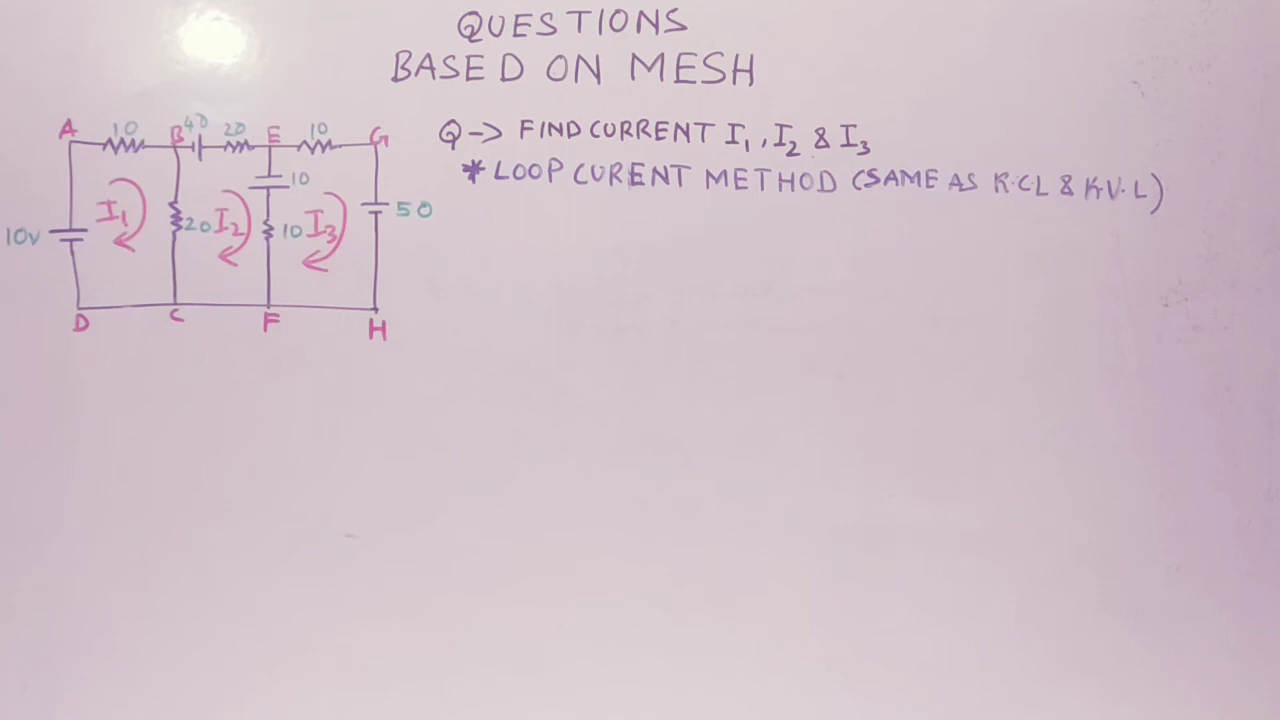 QUESTIONS
BASED ON MESH
Q → FIND CURRENT I₁, I₂ & I₃
* LOOP CURENT METHOD (SAME AS K.C.L & K.V.L)
A 10 B 40 20 E 10 G
10
I₁ 20 I₂ 10 I₃ 50
10V
D C F H